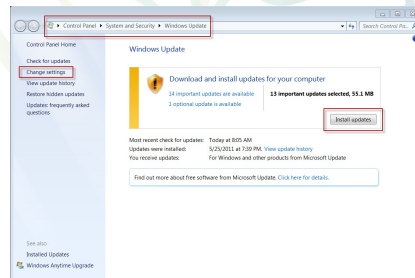 Control Panel ▸ System and Security ▸ Windows Update
Search Control Pa...
Control Panel Home
Check for updates
Change settings
View update history
Restore hidden updates
Updates: frequently asked
questions
Windows Update
Download and install updates for your computer
14 important updates are available
1 optional update is available
13 important updates selected, 55.1 MB
Install updates
Most recent check for updates: Today at 8:05 AM
Updates were installed: 5/25/2011 at 7:39 PM. View update history
You receive updates: For Windows and other products from Microsoft Update
Find out more about free software from Microsoft Update. Click here for details.
See also
Installed Updates
Windows Anytime Upgrade